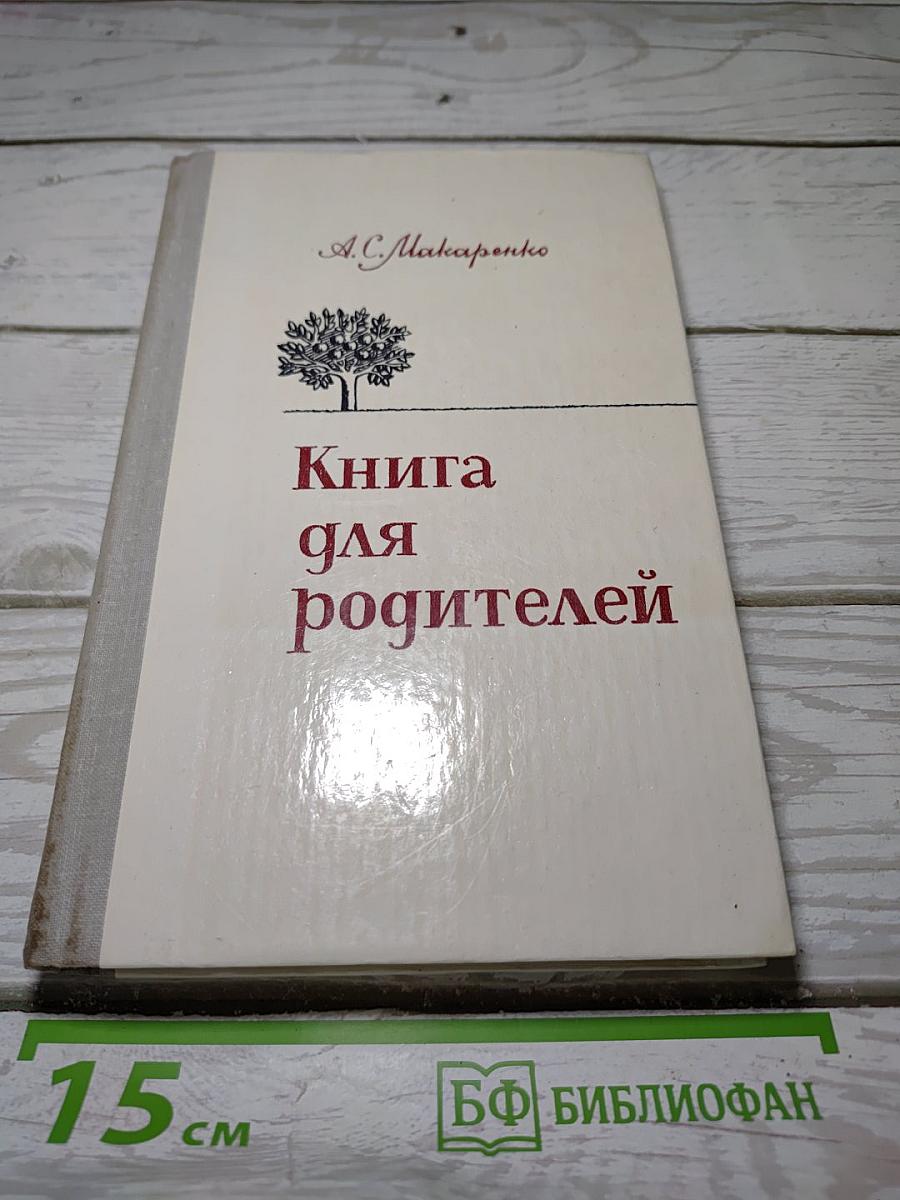 А. С. Макаренко
Книга
для
родителей
15 см
БФ БИБЛИОФАН